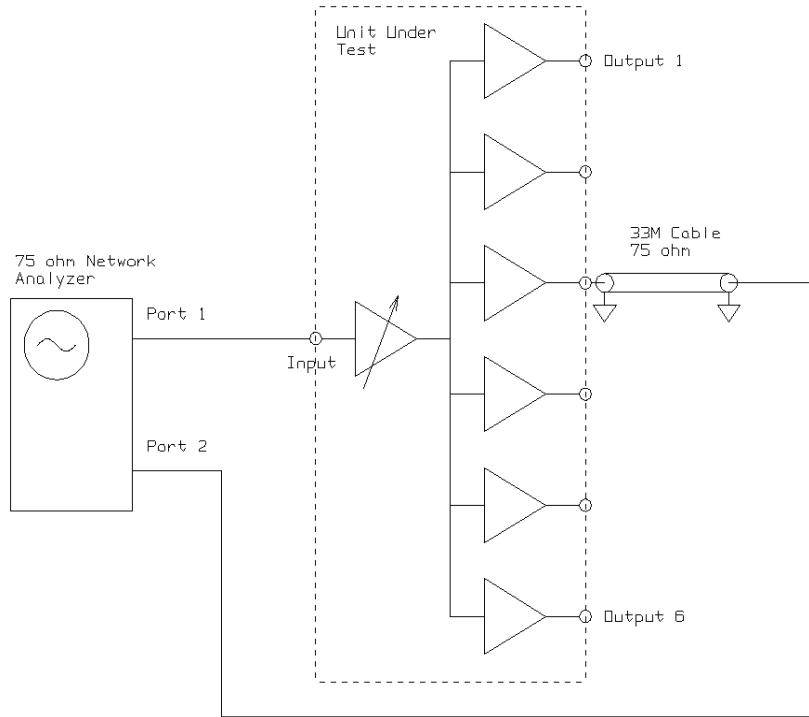 Unit Under
Test
Output 1
33M Cable
75 ohm
75 ohm Network
Analyzer
Port 1
Input
Port 2
Output 6